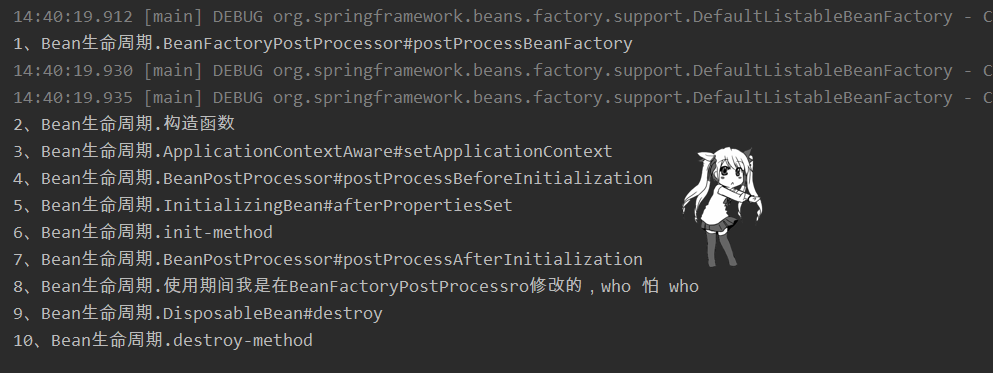 14:40:19.912 [main] DEBUG org.springframework.beans.factory.support.DefaultListableBeanFactory - C
1、Bean生命周期.BeanFactoryPostProcessor#postProcessBeanFactory
14:40:19.930 [main] DEBUG org.springframework.beans.factory.support.DefaultListableBeanFactory - C
14:40:19.935 [main] DEBUG org.springframework.beans.factory.support.DefaultListableBeanFactory - C
2、Bean生命周期.构造函数
3、Bean生命周期.ApplicationContextAware#setApplicationContext
4、Bean生命周期.BeanPostProcessor#postProcessBeforeInitialization
5、Bean生命周期.InitializingBean#afterPropertiesSet
6、Bean生命周期.init-method
7、Bean生命周期.BeanPostProcessor#postProcessAfterInitialization
8、Bean生命周期.使用期间我是在BeanFactoryPostProcessro修改的，who 怕 who
9、Bean生命周期.DisposableBean#destroy
10、Bean生命周期.destroy-method